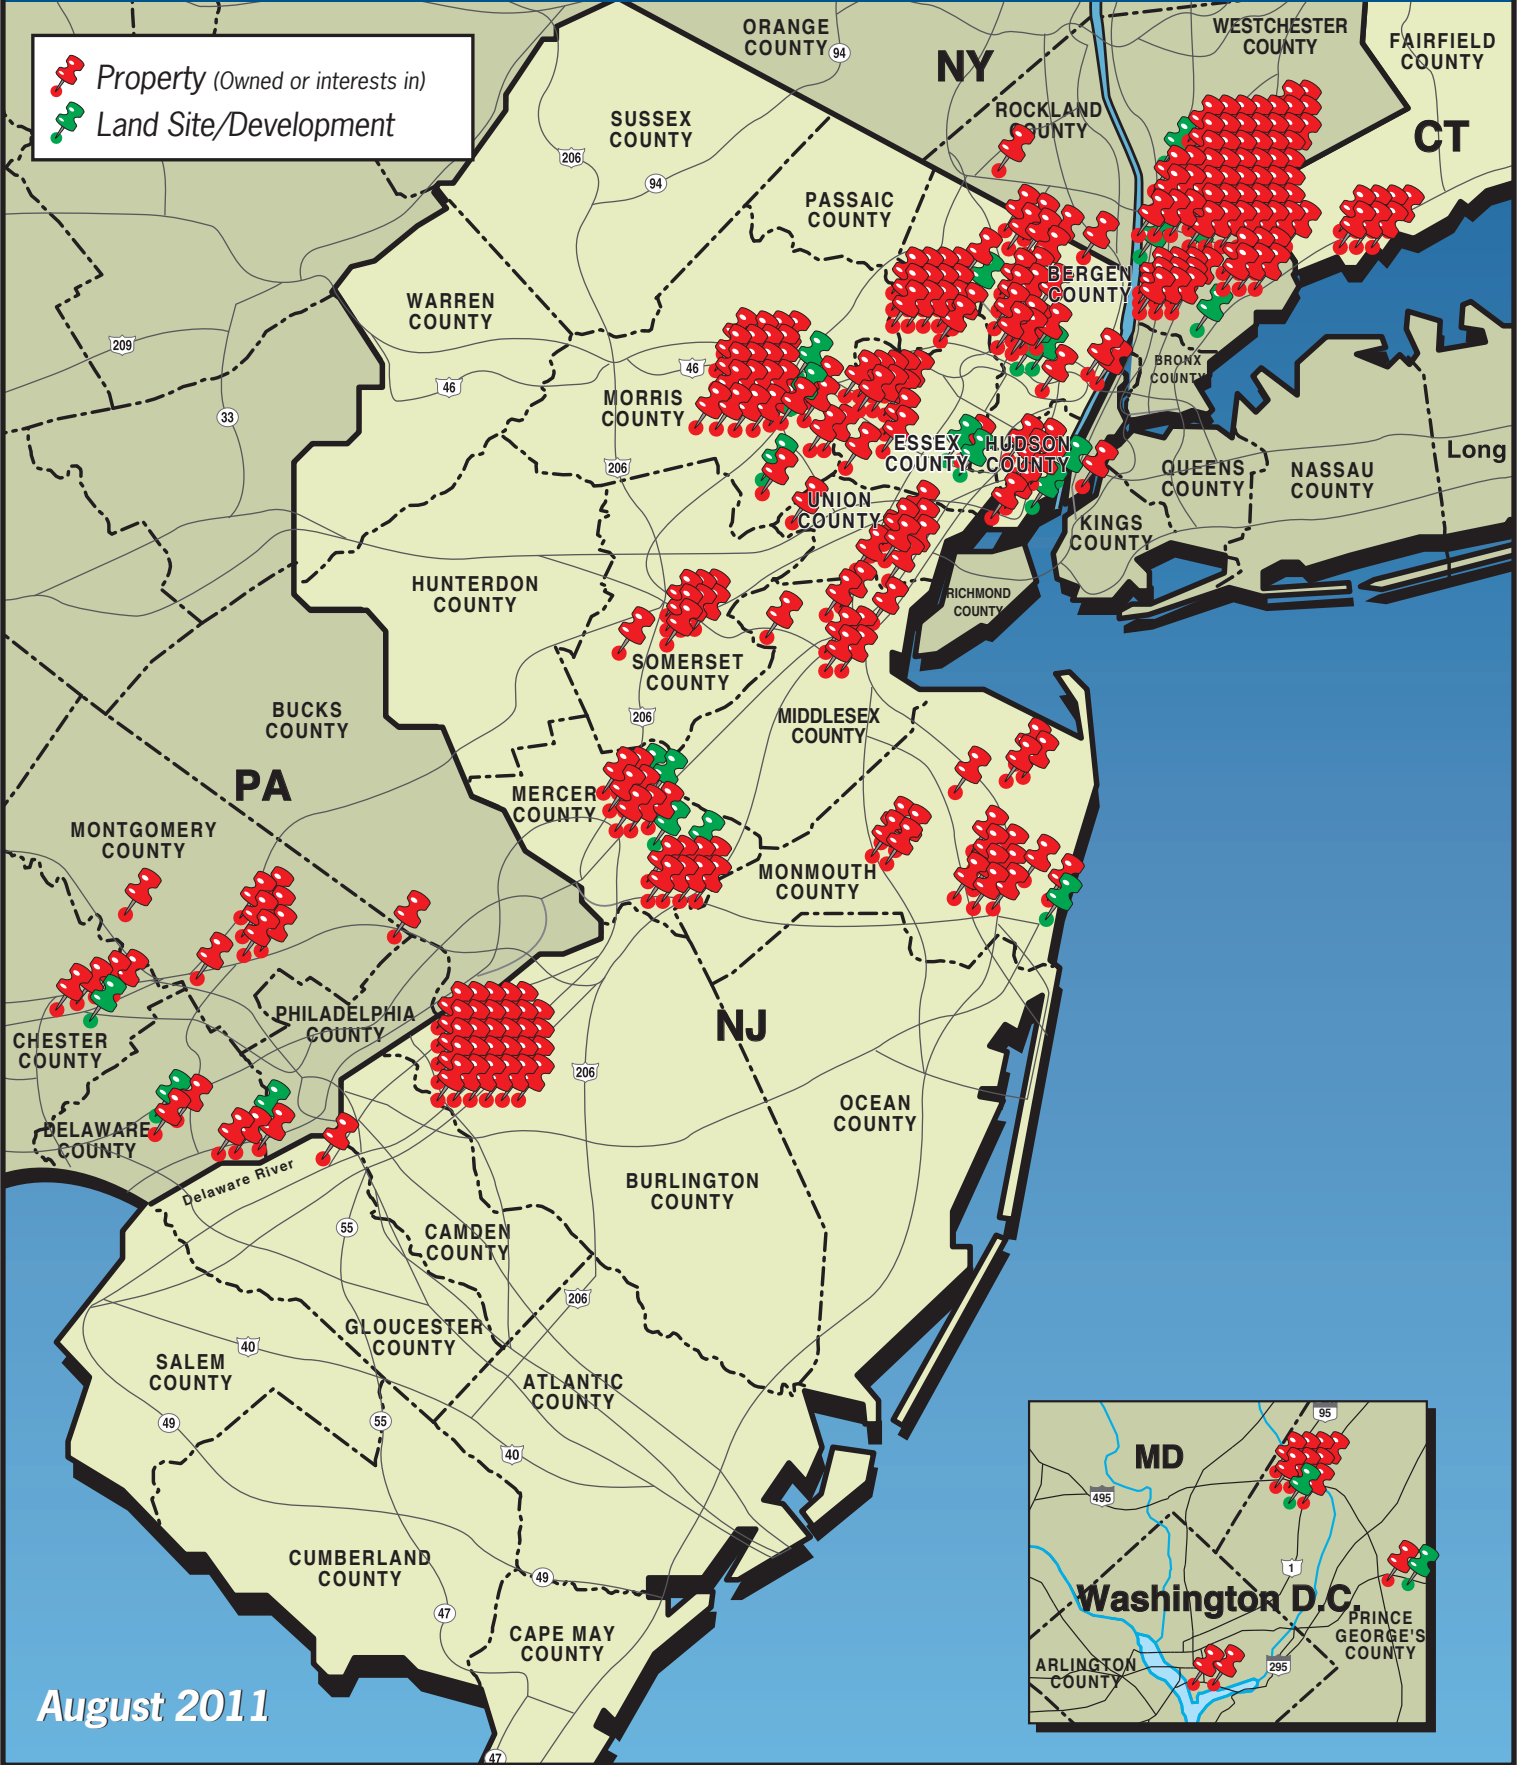 Property (Owned or interests in)
Land Site/Development
ORANGE
COUNTY
94
NY
WESTCHESTER
COUNTY
FAIRFIELD
COUNTY
CT
ROCKLAND
COUNTY
SUSSEX
COUNTY
206
94
PASSAIC
COUNTY
BERGEN
COUNTY
WARREN
COUNTY
209
46
46
33
MORRIS
COUNTY
BRONX
COUNTY
206
ESSEX
COUNTY
HUDSON
COUNTY
QUEENS
COUNTY
NASSAU
COUNTY
Long
UNION
COUNTY
KINGS
COUNTY
HUNTERDON
COUNTY
RICHMOND
COUNTY
SOMERSET
COUNTY
206
MIDDLESEX
COUNTY
BUCKS
COUNTY
PA
MERCER
COUNTY
MONTGOMERY
COUNTY
MONMOUTH
COUNTY
PHILADELPHIA
COUNTY
NJ
CHESTER
COUNTY
206
OCEAN
COUNTY
DELAWARE
COUNTY
Delaware River
BURLINGTON
COUNTY
55
CAMDEN
COUNTY
206
GLOUCESTER
COUNTY
40
SALEM
COUNTY
ATLANTIC
COUNTY
49
55
40
CUMBERLAND
COUNTY
49
47
CAPE MAY
COUNTY
47
August 2011
95
MD
495
1
Washington D.C.
PRINCE
GEORGE'S
COUNTY
ARLINGTON
COUNTY
295